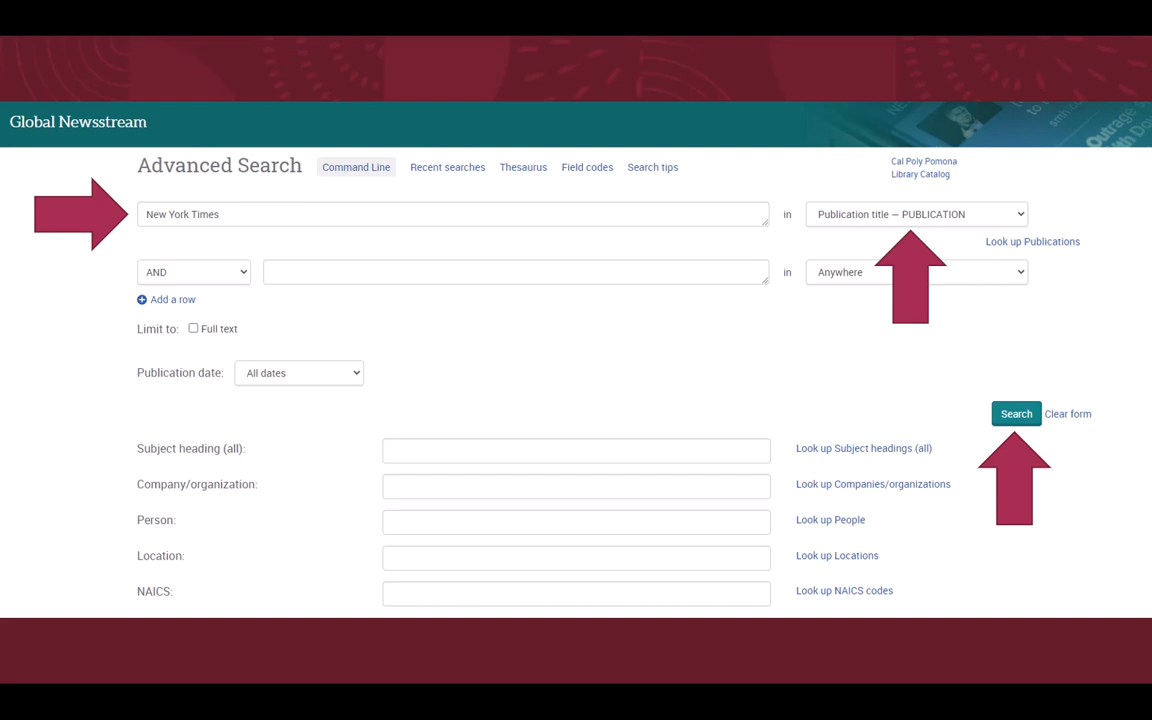 Global Newsstream
Advanced Search Command Line Recent searches Thesaurus Field codes Search tips
Cal Poly Pomona
Library Catalog
New York Times in Publication title — PUBLICATION
Look up Publications
AND in Anywhere
Add a row
Limit to: Full text
Publication date: All dates
Search Clear form
Subject heading (all): Look up Subject headings (all)
Company/organization: Look up Companies/organizations
Person: Look up People
Location: Look up Locations
NAICS: Look up NAICS codes